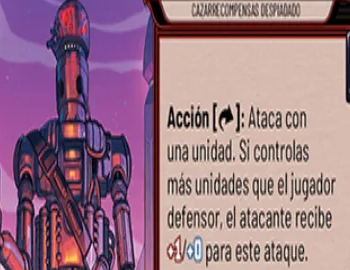 CAZARRECOMPENSAS DESPIADADO
Acción [↷]: Ataca con
una unidad. Si controlas
más unidades que el jugador
defensor, el atacante recibe
+1/+0 para este ataque.